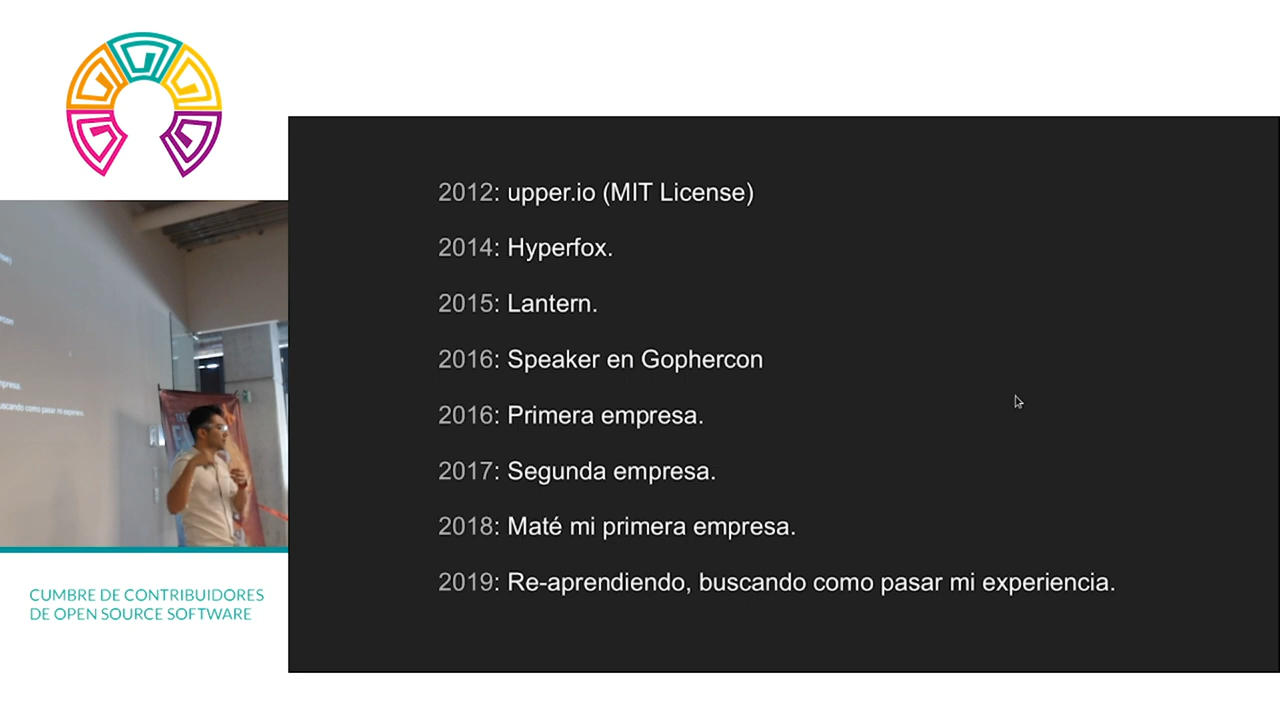 2012: upper.io (MIT License)
2014: Hyperfox.
2015: Lantern.
2016: Speaker en Gophercon
2016: Primera empresa.
2017: Segunda empresa.
2018: Maté mi primera empresa.
2019: Re-aprendiendo, buscando como pasar mi experiencia.
CUMBRE DE CONTRIBUIDORES
DE OPEN SOURCE SOFTWARE